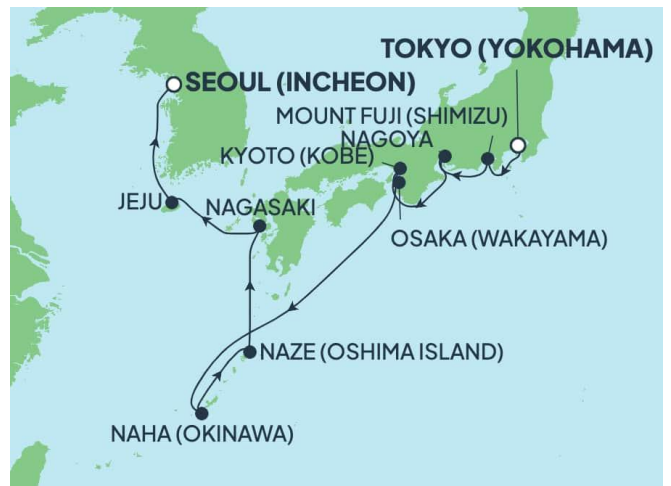 TOKYO (YOKOHAMA)
SEOUL (INCHEON)
MOUNT FUJI (SHIMIZU)
NAGOYA
KYOTO (KOBE)
JEJU
NAGASAKI
OSAKA (WAKAYAMA)
NAZE (OSHIMA ISLAND)
NAHA (OKINAWA)